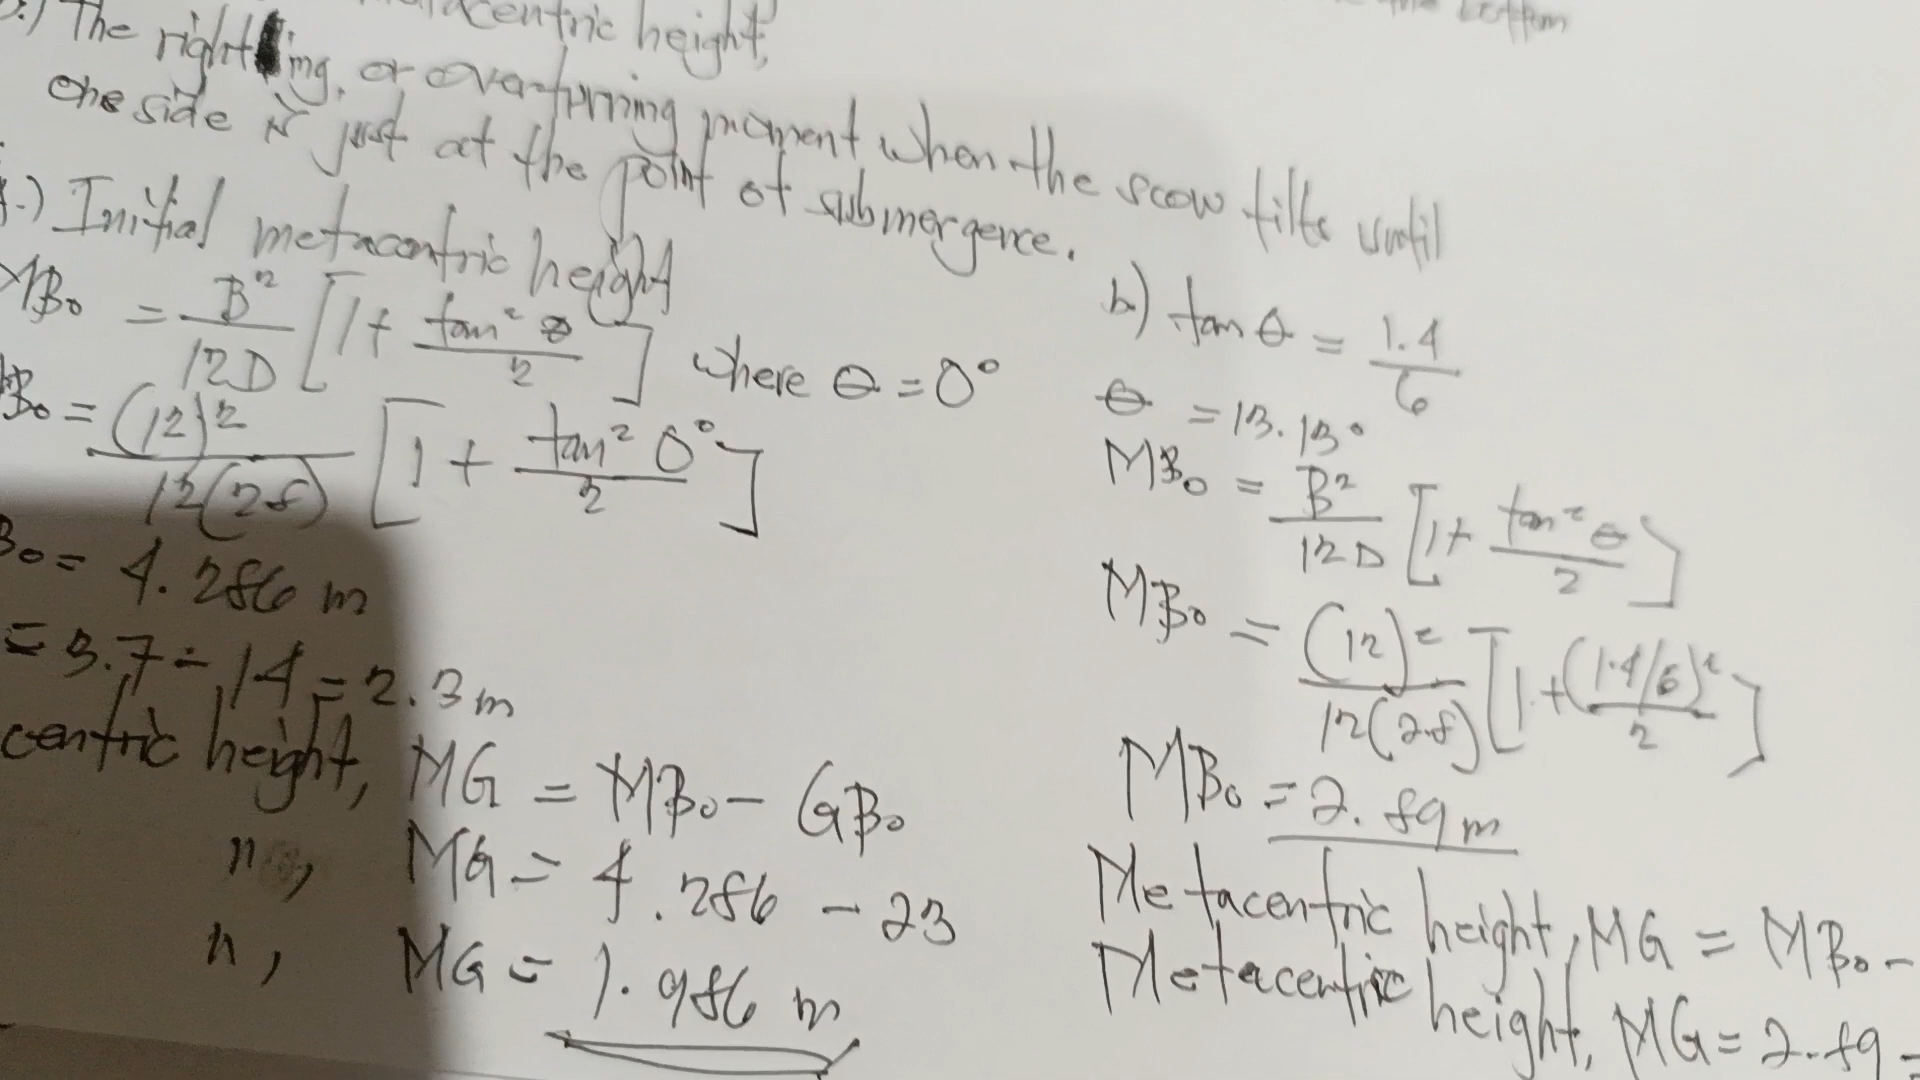 The righting, or overturning moment when the scow tilts until
one side is just at the point of submergence.
Initial metacentric height
MB₀ = B²/12D [1 + tan² θ/2] where θ = 0°
B₀ = (12)²/12(2.8) [1 + tan² 0°/2]
B₀ = 4.286 m
= 3.7 - 1.4 = 2.3 m
centric height, MG = MB₀ - GB₀
", MG = 4.286 - 2.3
", MG = 1.986 m
b) tan θ = 1.4/6
θ = 13.13°
MB₀ = B²/12D [1 + tan² θ/2]
MB₀ = (12)²/12(2.8) [1 + (1.4/6)²/2]
MB₀ = 2.89 m
Metacentric height, MG = MB₀ -
Metacentric height, MG = 2.89 -